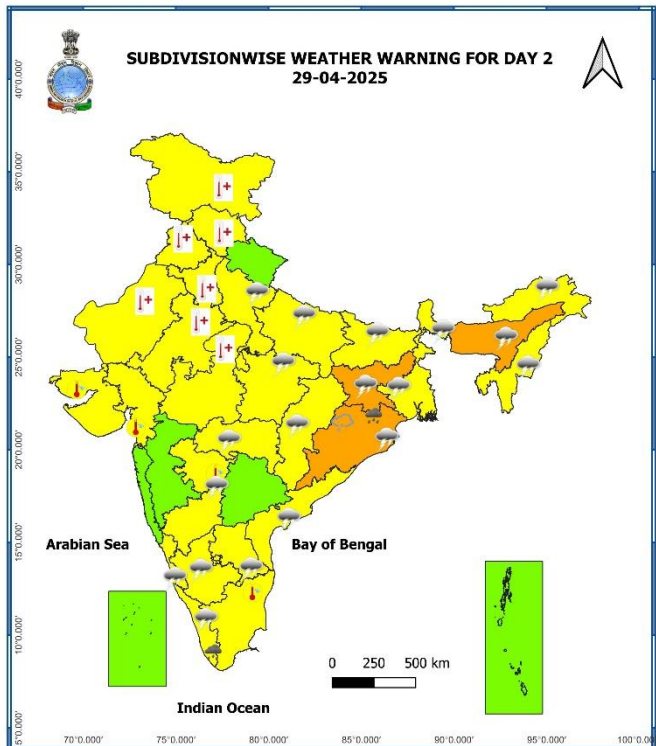 SUBDIVISIONWISE WEATHER WARNING FOR DAY 2
29-04-2025
40°0.000'
35°0.000'
30°0.000'
25°0.000'
20°0.000'
15°0.000'
10°0.000'
5°0.000'
Arabian Sea
Bay of Bengal
0 250 500 km
Indian Ocean
70°0.000' 75°0.000' 80°0.000' 85°0.000' 90°0.000' 95°0.000' 100°0.0